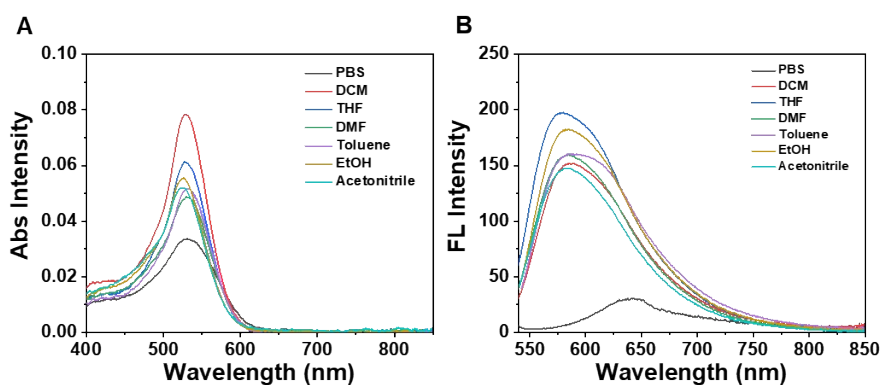 A
Abs Intensity
0.10
0.08
0.06
0.04
0.02
0.00
400
500
600
700
800
Wavelength (nm)
PBS
DCM
THF
DMF
Toluene
EtOH
Acetonitrile
B
FL Intensity
250
200
150
100
50
0
550
600
650
700
750
800
850
Wavelength (nm)
PBS
DCM
THF
DMF
Toluene
EtOH
Acetonitrile